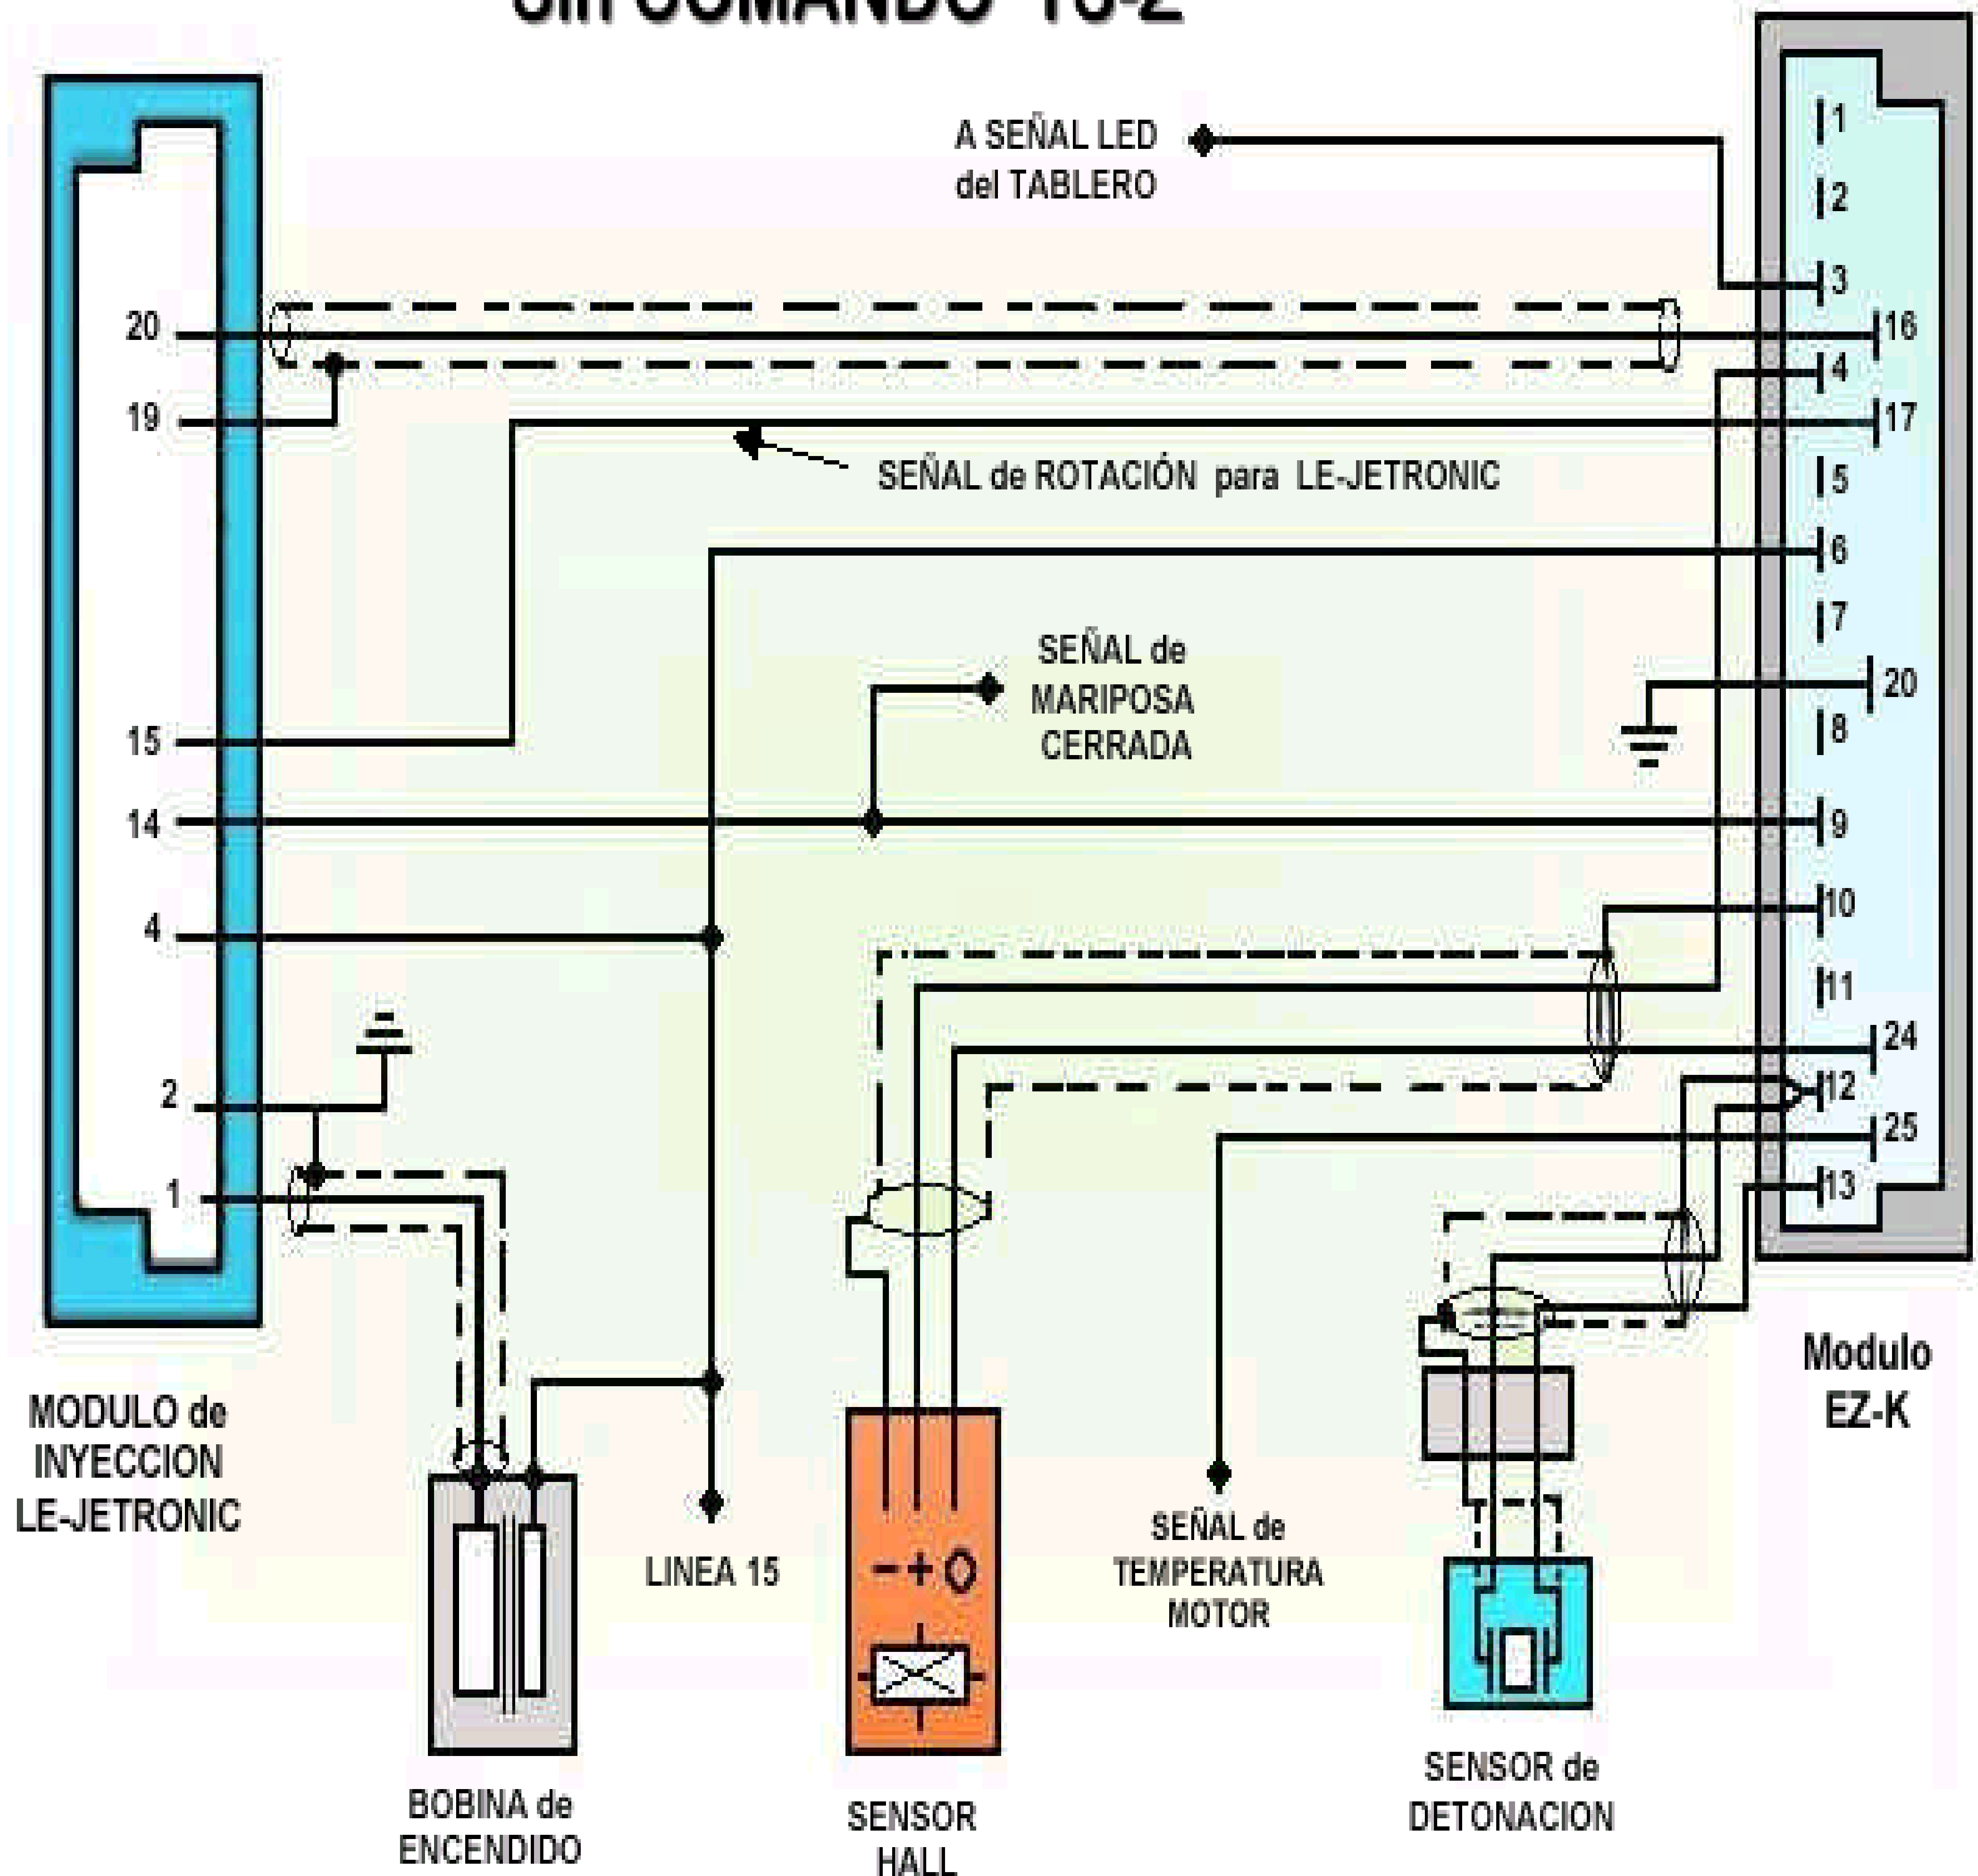 Sin COMANDO
A SEÑAL LED
del TABLERO
20
19
15
14
4
2
1
1
2
3
16
4
17
5
6
7
20
8
9
10
11
24
12
25
13
SEÑAL de ROTACIÓN para LE-JETRONIC
SEÑAL de
MARIPOSA
CERRADA
MODULO de
INYECCION
LE-JETRONIC
Modulo
EZ-K
LINEA 15
- + O
SEÑAL de
TEMPERATURA
MOTOR
BOBINA de
ENCENDIDO
SENSOR
HALL
SENSOR de
DETONACION